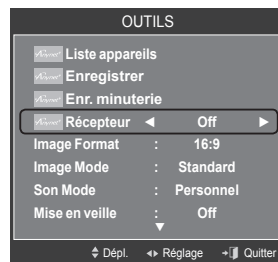 OUTILS
Liste appareils
Enregistrer
Enr. minuterie
Récepteur ◄ Off ►
Image Format : 16:9
Image Mode : Standard
Son Mode : Personnel
Mise en veille : Off
▼
Dépl. Réglage Quitter